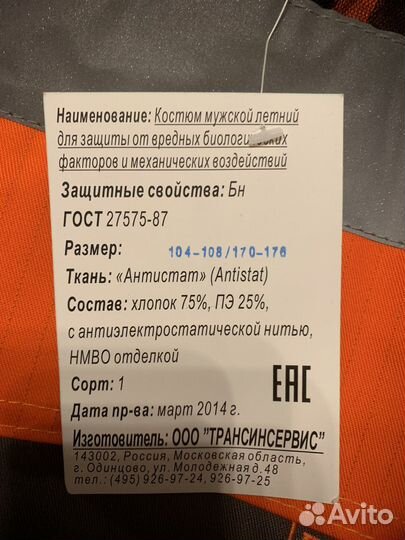 Наименование: Костюм мужской летний
для защиты от вредных биологических
факторов и механических воздействий
Защитные свойства: Бн
ГОСТ 27575-87
Размер: 104-108/170-176
Ткань: «Антистат» (Antistat)
Состав: хлопок 75%, ПЭ 25%,
с антиэлектростатической нитью,
НМВО отделкой
Сорт: 1
EAC
Дата пр-ва: март 2014 г.
Изготовитель: ООО "ТРАНСИНСЕРВИС"
143002, Россия, Московская область,
г. Одинцово, ул. Молодежная д.48
тел.: (495) 926-97-24, 926-97-25
Avito